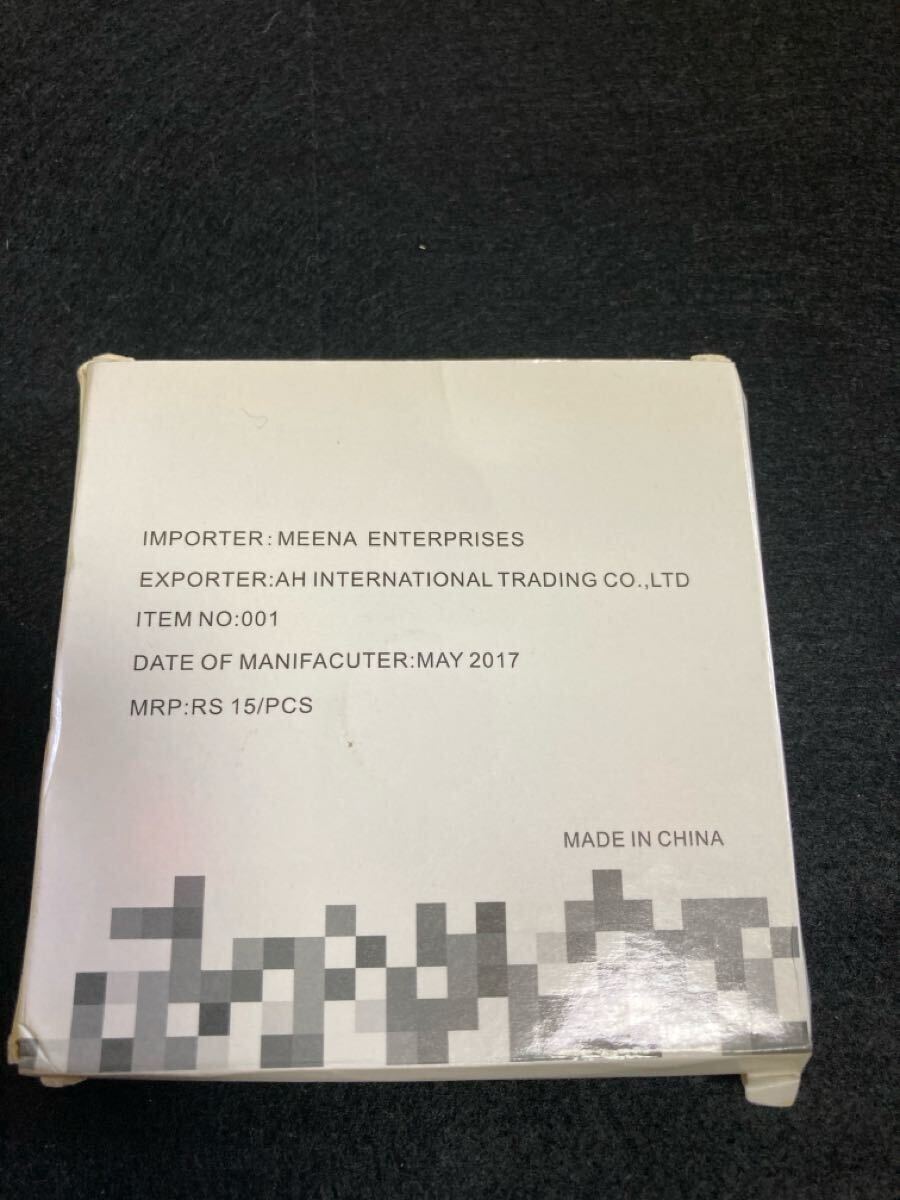 IMPORTER: MEENA ENTERPRISES
EXPORTER:AH INTERNATIONAL TRADING CO.,LTD
ITEM NO:001
DATE OF MANIFACUTER:MAY 2017
MRP:RS 15/PCS
MADE IN CHINA